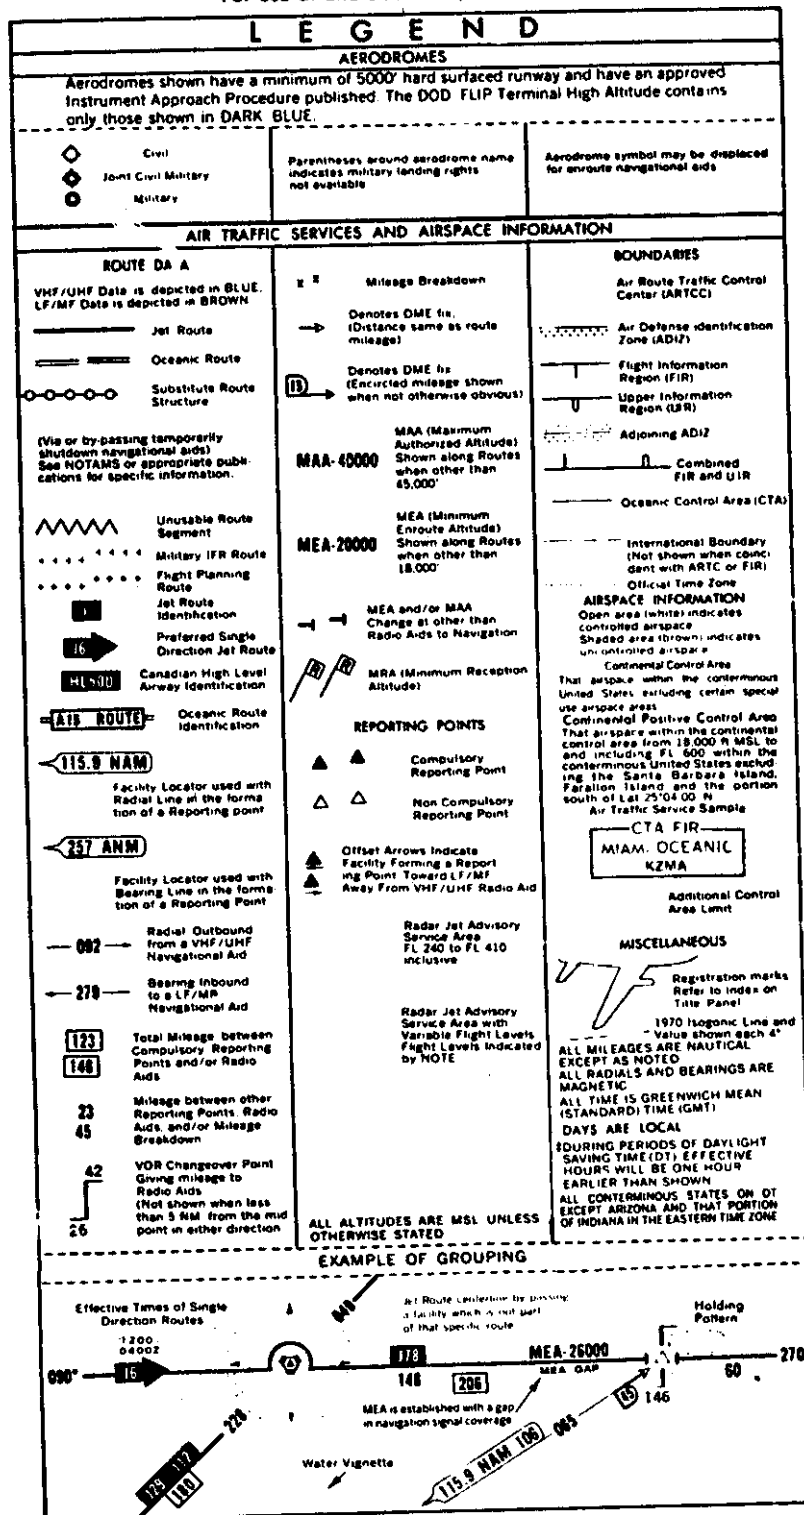 L E G E N D
AERODROMES
Aerodromes shown have a minimum of 5000' hard surfaced runway and have an approved
Instrument Approach Procedure published. The DOD FLIP Terminal High Altitude contains
only those shown in DARK BLUE.
Civil
Joint Civil Military
Military
Parentheses around aerodrome name
indicates military landing rights
not available
Aerodrome symbol may be displaced
for enroute navigational aids
AIR TRAFFIC SERVICES AND AIRSPACE INFORMATION
ROUTE DA A
VHF/UHF Data is depicted in BLUE.
LF/MF Data is depicted in BROWN
Jet Route
Oceanic Route
Substitute Route
Structure
(Via or by-passing temporarily
shutdown navigational aids)
See NOTAMS or appropriate publi-
cations for specific information.
Unusable Route
Segment
Military IFR Route
Flight Planning
Route
Jet Route
Identification
J6
Preferred Single
Direction Jet Route
HL500
Canadian High Level
Airway Identification
A15 ROUTE
Oceanic Route
Identification
115.9 NAM
Facility Locator used with
Radial Line in the forma
tion of a Reporting point
257 ANM
Facility Locator used with
Bearing Line in the forma
tion of a Reporting Point
092
Radial Outbound
from a VHF/UHF
Navigational Aid
279
Bearing Inbound
to a LF/MF
Navigational Aid
123
146
Total Mileage between
Compulsory Reporting
Points and/or Radio
Aids
23
45
Mileage between other
Reporting Points, Radio
Aids, and/or Mileage
Breakdown
42
26
VOR Changeover Point
Giving mileage to
Radio Aids
(Not shown when less
than 5 NM from the mid
point in either direction
x x
Mileage Breakdown
Denotes DME fix.
(Distance same as route
mileage)
15
Denotes DME fix
(Encircled mileage shown
when not otherwise obvious)
MAA-40000
MAA (Maximum
Authorized Altitude)
Shown along Routes
when other than
45,000'
MEA-20000
MEA (Minimum
Enroute Altitude)
Shown along Routes
when other than
18,000'
MEA and/or MAA
Change at other than
Radio Aids to Navigation
R R
MRA (Minimum Reception
Altitude)
REPORTING POINTS
Compulsory
Reporting Point
Non Compulsory
Reporting Point
Offset Arrows Indicate
Facility Forming a Report
ing Point Toward LF/MF
Away From VHF/UHF Radio Aid
Radar Jet Advisory
Service Area
FL 240 to FL 410
inclusive
Radar Jet Advisory
Service Area with
Variable Flight Levels
Flight Levels Indicated
by NOTE
ALL ALTITUDES ARE MSL UNLESS
OTHERWISE STATED
BOUNDARIES
Air Route Traffic Control
Center (ARTCC)
Air Defense Identification
Zone (ADIZ)
Flight Information
Region (FIR)
Upper Information
Region (UIR)
Adjoining ADIZ
Combined
FIR and UIR
Oceanic Control Area (CTA)
International Boundary
(Not shown when coinci
dent with ARTC or FIR)
Official Time Zone
AIRSPACE INFORMATION
Open area (white) indicates
controlled airspace
Shaded area (brown) indicates
uncontrolled airspace
Continental Control Area
That airspace within the conterminous
United States excluding certain special
use airspace areas
Continental Positive Control Area
That airspace within the continental
control area from 18,000 ft MSL to
and including FL 600 within the
conterminous United States exclud-
ing the Santa Barbara Island,
Farallon Island and the portion
south of Lat 25°04 00 N
Air Traffic Service Sample
CTA FIR
MIAMI OCEANIC
KZMA
Additional Control
Area Limit
MISCELLANEOUS
Registration marks
Refer to Index on
Title Panel
1970 Isogonic Line and
Value shown each 4°
ALL MILEAGES ARE NAUTICAL
EXCEPT AS NOTED
ALL RADIALS AND BEARINGS ARE
MAGNETIC
ALL TIME IS GREENWICH MEAN
(STANDARD) TIME (GMT)
DAYS ARE LOCAL
‡DURING PERIODS OF DAYLIGHT
SAVING TIME (DT) EFFECTIVE
HOURS WILL BE ONE HOUR
EARLIER THAN SHOWN
ALL CONTERMINOUS STATES ON DT
EXCEPT ARIZONA AND THAT PORTION
OF INDIANA IN THE EASTERN TIME ZONE
EXAMPLE OF GROUPING
Effective Times of Single
Direction Routes
1200
0400Z
090°
J6
228
180
048
Jet Route centerline by passing
a facility which is not part
of that specific route
J78
146
206
MEA-26000
MEA GAP
MEA is established with a gap
in navigation signal coverage
Water Vignette
115.9 NAM 106
065
45
Holding
Pattern
146
60
270